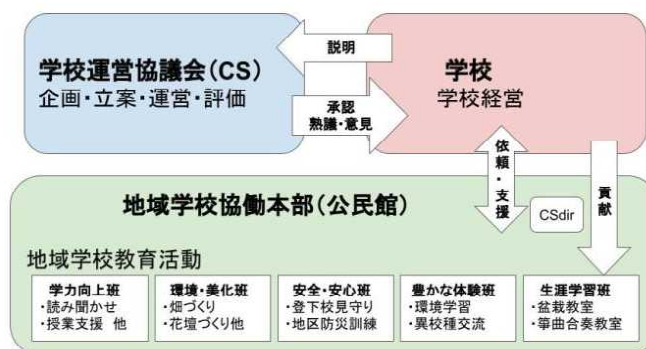 説明
学校運営協議会(CS)
企画・立案・運営・評価
学校
学校経営
承認
熟議・意見
依頼・支援
貢献
CSdir
地域学校協働本部(公民館)
地域学校教育活動
学力向上班
・読み聞かせ
・授業支援 他
環境・美化班
・畑づくり
・花壇づくり他
安全・安心班
・登下校見守り
・地区防災訓練
豊かな体験班
・環境学習
・異校種交流
生涯学習班
・盆栽教室
・箏曲合奏教室